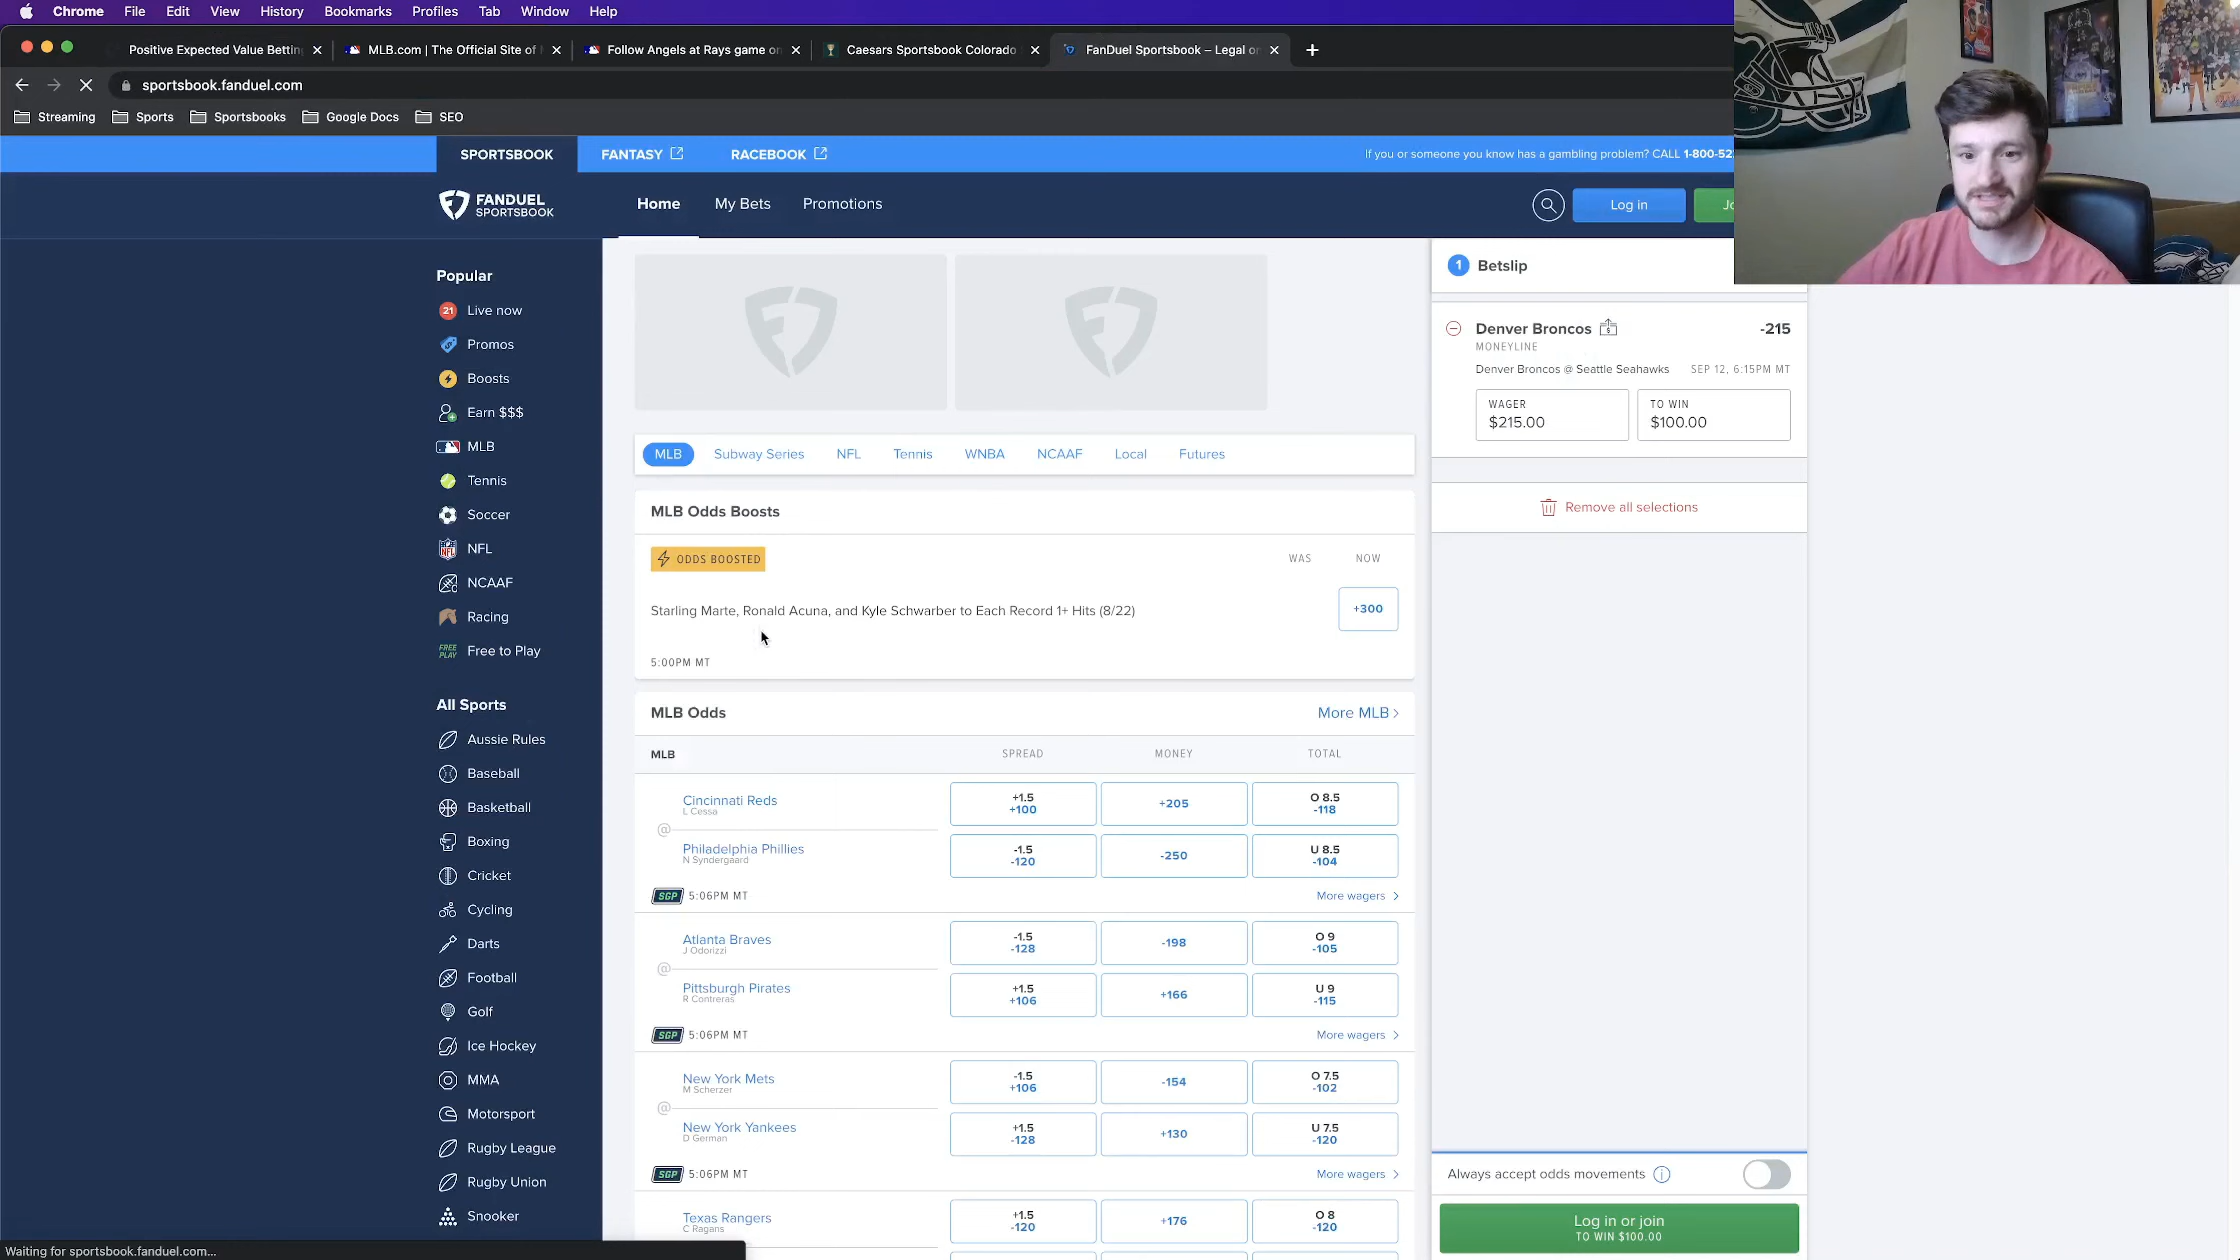 Chrome File Edit View History Bookmarks Profiles Tab Window Help
Positive Expected Value Bettin
MLB.com | The Official Site of
Follow Angels at Rays game on
Caesars Sportsbook Colorado
FanDuel Sportsbook – Legal on
sportsbook.fanduel.com
Streaming Sports Sportsbooks Google Docs SEO
SPORTSBOOK FANTASY RACEBOOK
If you or someone you know has a gambling problem? CALL 1-800-52
FANDUEL
SPORTSBOOK
Home My Bets Promotions
Log in
Jo
Popular
21 Live now
Promos
Boosts
Earn $$$
MLB
Tennis
Soccer
NFL
NCAAF
Racing
FREE PLAY Free to Play
All Sports
Aussie Rules
Baseball
Basketball
Boxing
Cricket
Cycling
Darts
Football
Golf
Ice Hockey
MMA
Motorsport
Rugby League
Rugby Union
Snooker
Waiting for sportsbook.fanduel.com...
MLB Subway Series NFL Tennis WNBA NCAAF Local Futures
MLB Odds Boosts
ODDS BOOSTED WAS NOW
Starling Marte, Ronald Acuna, and Kyle Schwarber to Each Record 1+ Hits (8/22) +300
5:00PM MT
MLB Odds More MLB >
MLB SPREAD MONEY TOTAL
Cincinnati Reds
L Cessa
+1.5
+100
+205
O 8.5
-118
@
Philadelphia Phillies
N Syndergaard
-1.5
-120
-250
U 8.5
-104
SGP 5:06PM MT More wagers >
Atlanta Braves
J Odorizzi
-1.5
-128
-198
O 9
-105
@
Pittsburgh Pirates
R Contreras
+1.5
+106
+166
U 9
-115
SGP 5:06PM MT More wagers >
New York Mets
M Scherzer
-1.5
+106
-154
O 7.5
-102
@
New York Yankees
D German
+1.5
-128
+130
U 7.5
-120
SGP 5:06PM MT More wagers >
Texas Rangers
C Ragans
+1.5
-120
+176
O 8
-120
1 Betslip
Denver Broncos -215
MONEYLINE
Denver Broncos @ Seattle Seahawks SEP 12, 6:15PM MT
WAGER
$215.00
TO WIN
$100.00
Remove all selections
Always accept odds movements
Log in or join
TO WIN $100.00